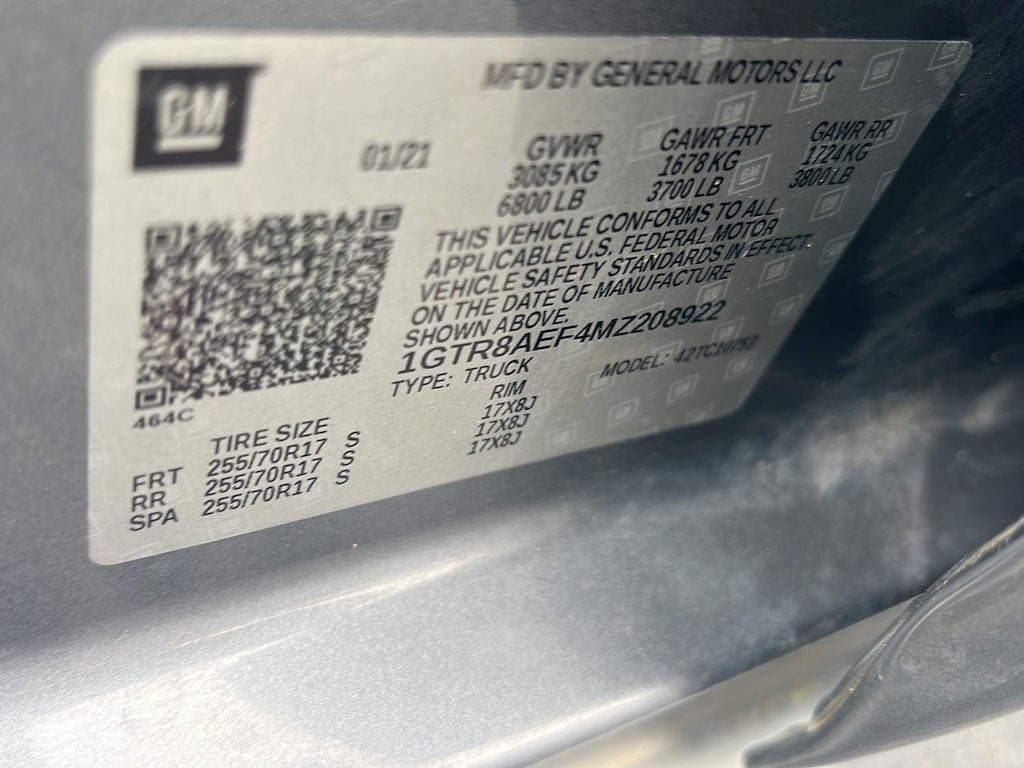 GM
MFD BY GENERAL MOTORS LLC
01/21
GVWR GAWR FRT GAWR RR
3085 KG 1678 KG 1724 KG
6800 LB 3700 LB 3800 LB
THIS VEHICLE CONFORMS TO ALL
APPLICABLE U.S. FEDERAL MOTOR
VEHICLE SAFETY STANDARDS IN EFFECT
ON THE DATE OF MANUFACTURE
SHOWN ABOVE.
1GTR8AEF4MZ208922
TYPE: TRUCK MODEL: 42TC10753
464C
TIRE SIZE RIM
FRT 255/70R17 S 17X8J
RR 255/70R17 S 17X8J
SPA 255/70R17 S 17X8J